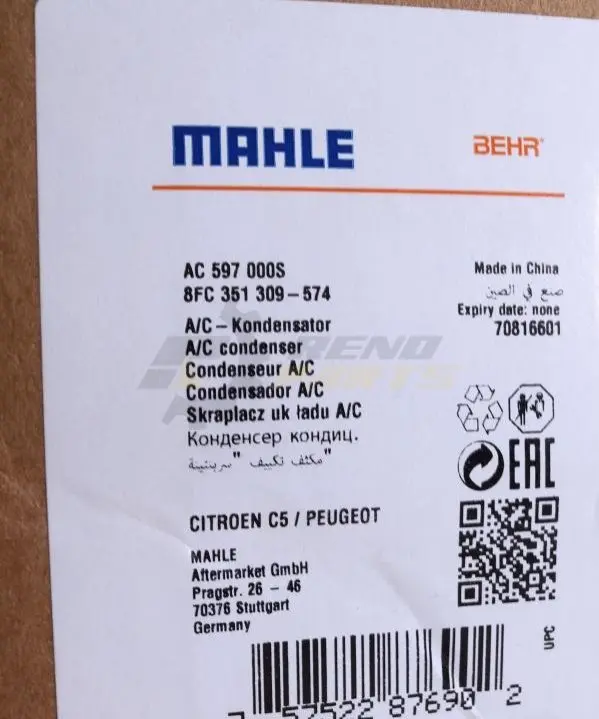 MAHLE
BEHR®
AC 597 000S
8FC 351 309-574
A/C-Kondensator
A/C condenser
Condenseur A/C
Condensador A/C
Skraplacz uk ładu A/C
Конденсер кондиц.
مكثف تكييف "سربنتينة"
Made in China
صنع في الصين
Expiry date: none
70816601
EAC
CITROEN C5 / PEUGEOT
MAHLE
Aftermarket GmbH
Pragstr. 26 - 46
70376 Stuttgart
Germany
UPC
57522 87690 2